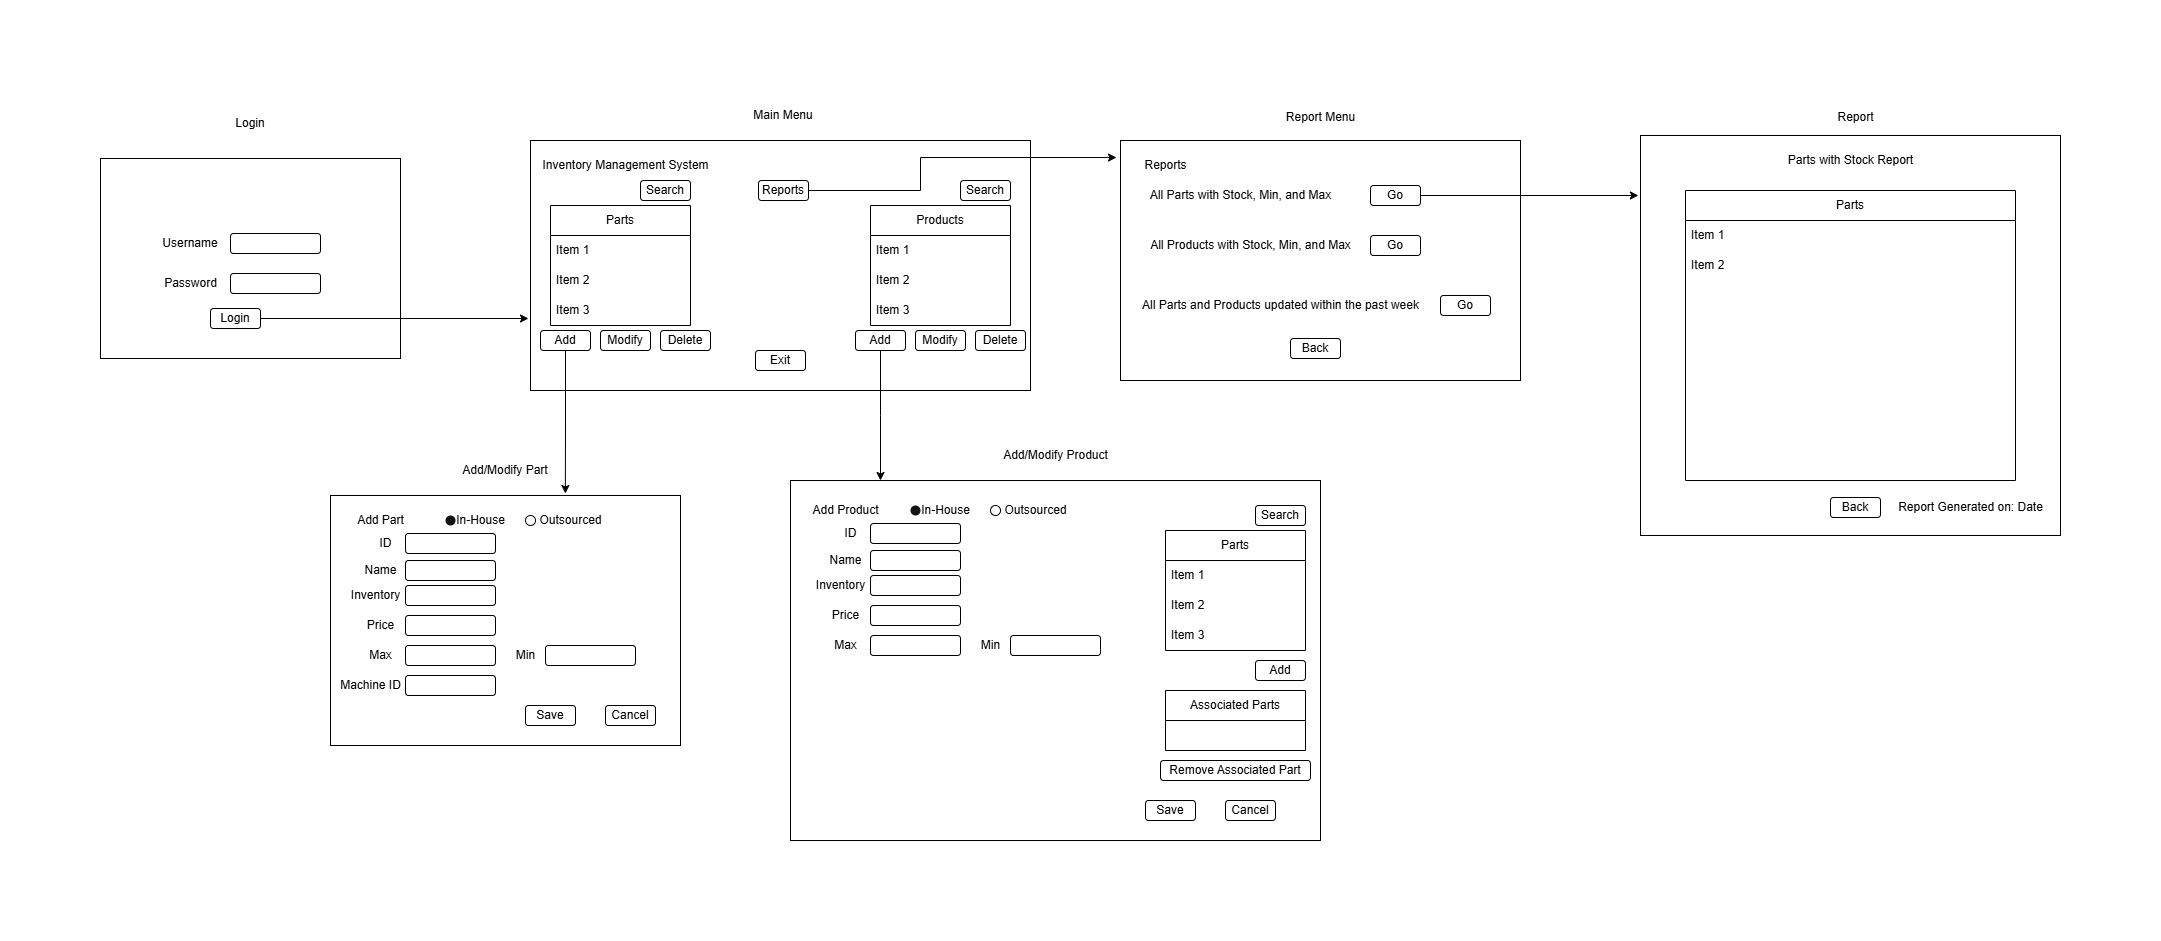 Login
Username
Password
Login
Main Menu
Inventory Management System
Search
Reports
Search
Parts
Item 1
Item 2
Item 3
Add Modify Delete
Products
Item 1
Item 2
Item 3
Add Modify Delete
Exit
Report Menu
Reports
All Parts with Stock, Min, and Max Go
All Products with Stock, Min, and Max Go
All Parts and Products updated within the past week Go
Back
Report
Parts with Stock Report
Parts
Item 1
Item 2
Back Report Generated on: Date
Add/Modify Part
Add Part In-House Outsourced
ID
Name
Inventory
Price
Max Min
Machine ID
Save Cancel
Add/Modify Product
Add Product In-House Outsourced
ID
Name
Inventory
Price
Max Min
Search
Parts
Item 1
Item 2
Item 3
Add
Associated Parts
Remove Associated Part
Save Cancel